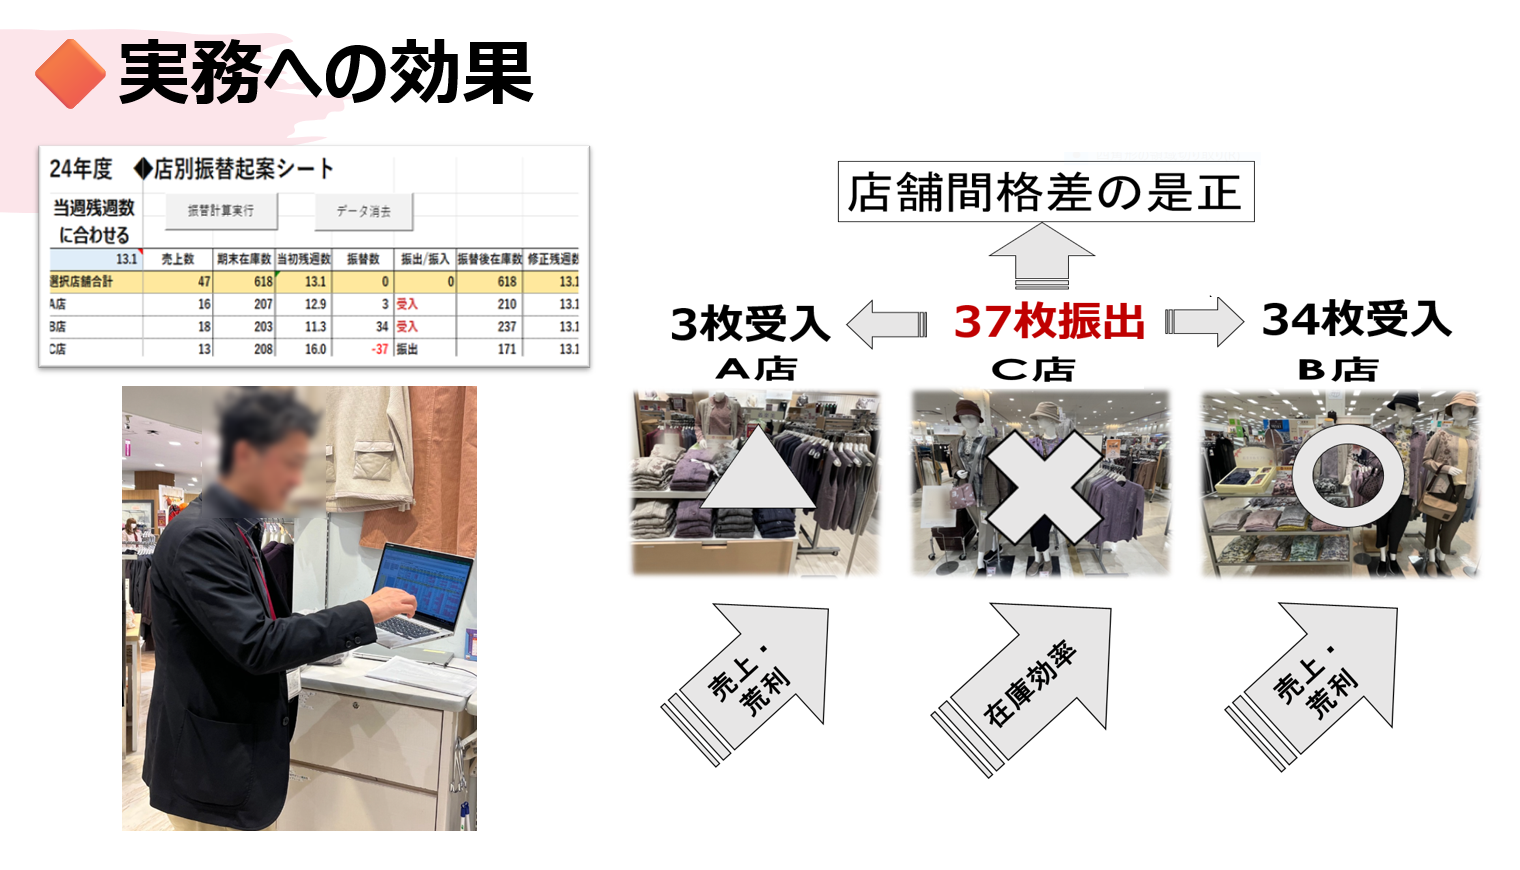 実務への効果
24年度 ◆店別振替起案シート
当週残週数
に合わせる
振替計算実行 データ消去
13.1 売上数 期末在庫数 当初残週数 振替数 振出/振入 振替後在庫数 修正残週数
選択店舗合計 47 618 13.1 0 0 618 13.1
A店 16 207 12.9 3 受入 210 13.1
B店 18 203 11.3 34 受入 237 13.1
C店 13 208 16.0 -37 振出 171 13.1
店舗間格差の是正
3枚受入 37枚振出 34枚受入
A店 C店 B店
売上・
荒利
在庫効率
売上・
荒利